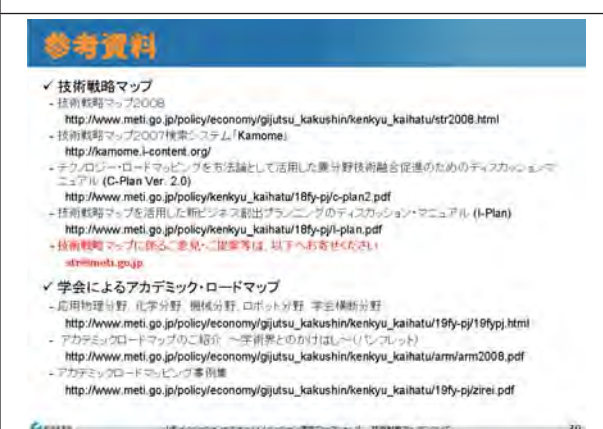 参考資料
✓ 技術戦略マップ
- 技術戦略マップ2008
http://www.meti.go.jp/policy/economy/gijutsu_kakushin/kenkyu_kaihatu/str2008.html
- 技術戦略マップ2007検索システム「Kamome」
http://kamome.i-content.org/
- テクノロジー・ロードマッピングを方法論として活用した異分野技術融合促進のためのディスカッション・マ
ニュアル (C-Plan Ver. 2.0)
http://www.meti.go.jp/policy/kenkyu_kaihatu/18fy-pj/c-plan2.pdf
- 技術戦略マップを活用した新ビジネス創出プランニングのディスカッション・マニュアル (I-Plan)
http://www.meti.go.jp/policy/kenkyu_kaihatu/18fy-pj/I-plan.pdf
- 技術戦略マップに係るご意見・ご提案等は、以下へお寄せください
str@meti.go.jp
✓ 学会によるアカデミック・ロードマップ
- 応用物理分野、化学分野、機械分野、ロボット分野、学会横断分野
http://www.meti.go.jp/policy/economy/gijutsu_kakushin/kenkyu_kaihatu/19fy-pj/19fypj.html
- アカデミックロードマップのご紹介 ～学術界とのかけはし～(パンフレット)
http://www.meti.go.jp/policy/economy/gijutsu_kakushin/kenkyu_kaihatu/arm/arm2008.pdf
- アカデミックロードマッピング事例集
http://www.meti.go.jp/policy/economy/gijutsu_kakushin/kenkyu_kaihatu/19fy-pj/zirei.pdf